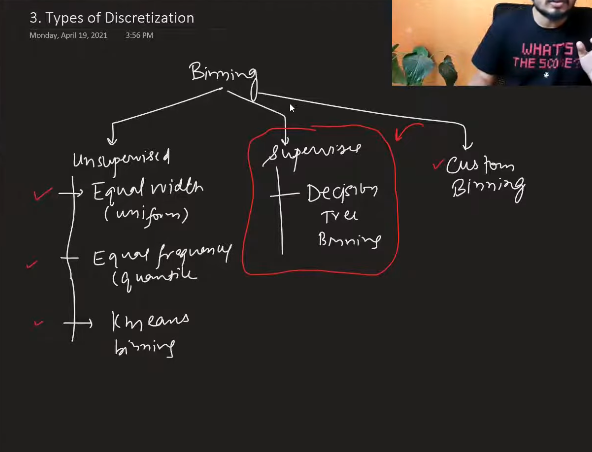 3. Types of Discretization
Monday, April 19, 2021 3:56 PM
WHAT'S
THE SCOPE?
Binning
Unsupervised
Equal width
(uniform)
Equal frequency
(quantile
Kmeans
binning
Supervise
Decision
Tree
Binning
Custom
Binning